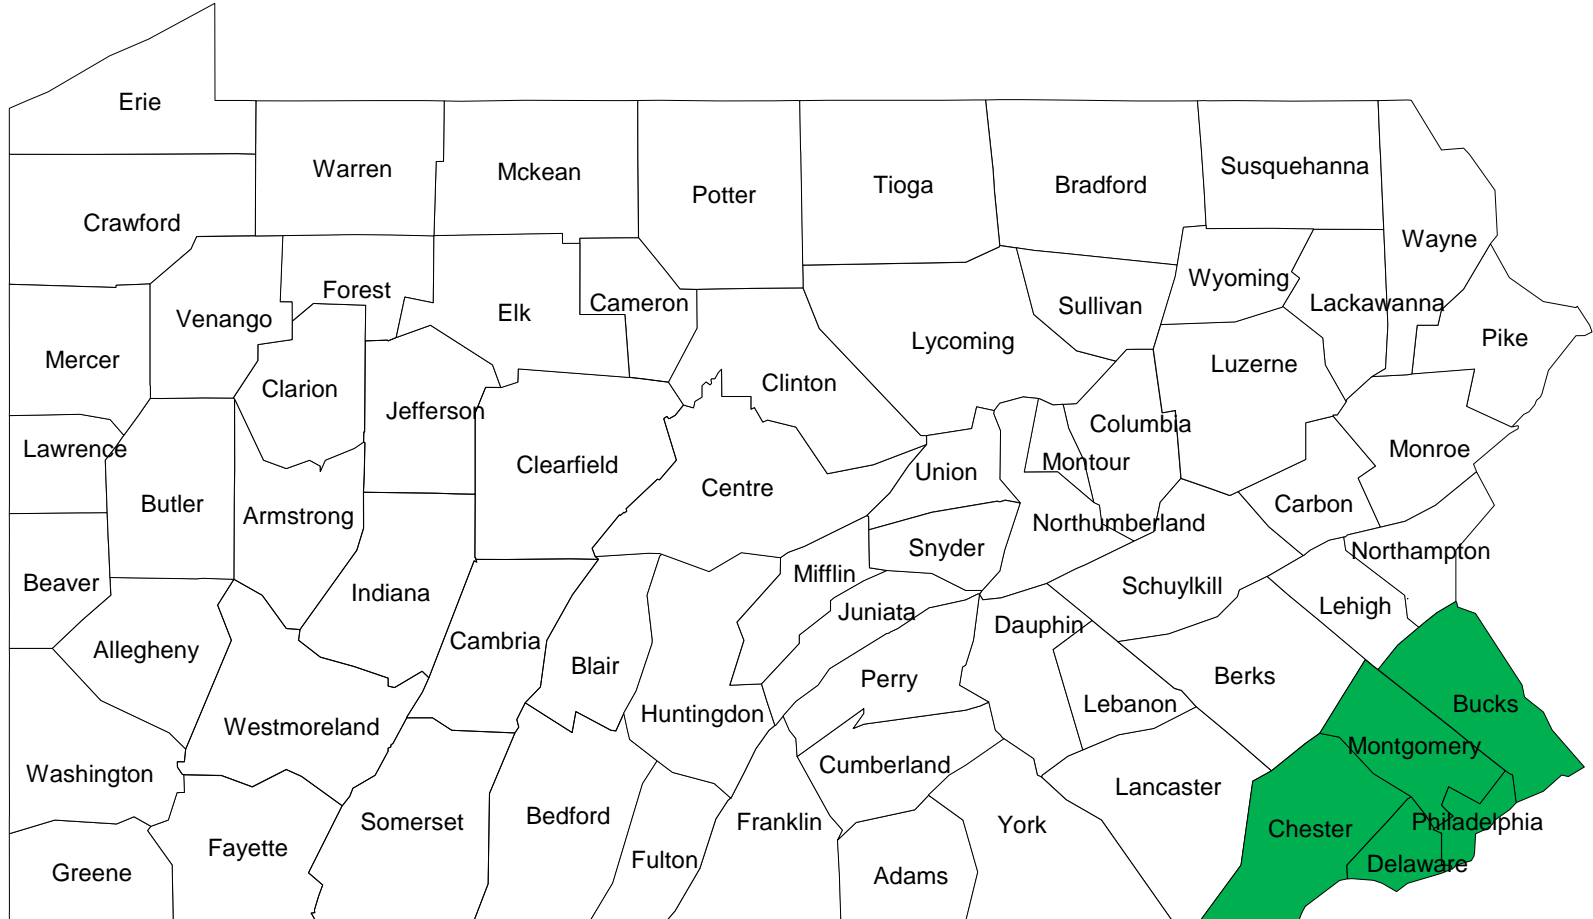 Erie
Warren
Mckean
Potter
Tioga
Bradford
Susquehanna
Crawford
Wayne
Forest
Venango
Elk
Cameron
Wyoming
Sullivan
Lackawanna
Mercer
Lycoming
Pike
Luzerne
Clarion
Clinton
Jefferson
Columbia
Lawrence
Monroe
Clearfield
Centre
Union
Montour
Butler
Armstrong
Carbon
Northumberland
Snyder
Northampton
Beaver
Mifflin
Schuylkill
Indiana
Juniata
Lehigh
Dauphin
Allegheny
Cambria
Blair
Perry
Berks
Lebanon
Bucks
Huntingdon
Westmoreland
Montgomery
Washington
Cumberland
Lancaster
Somerset
Bedford
Franklin
York
Chester
Philadelphia
Fayette
Fulton
Delaware
Greene
Adams